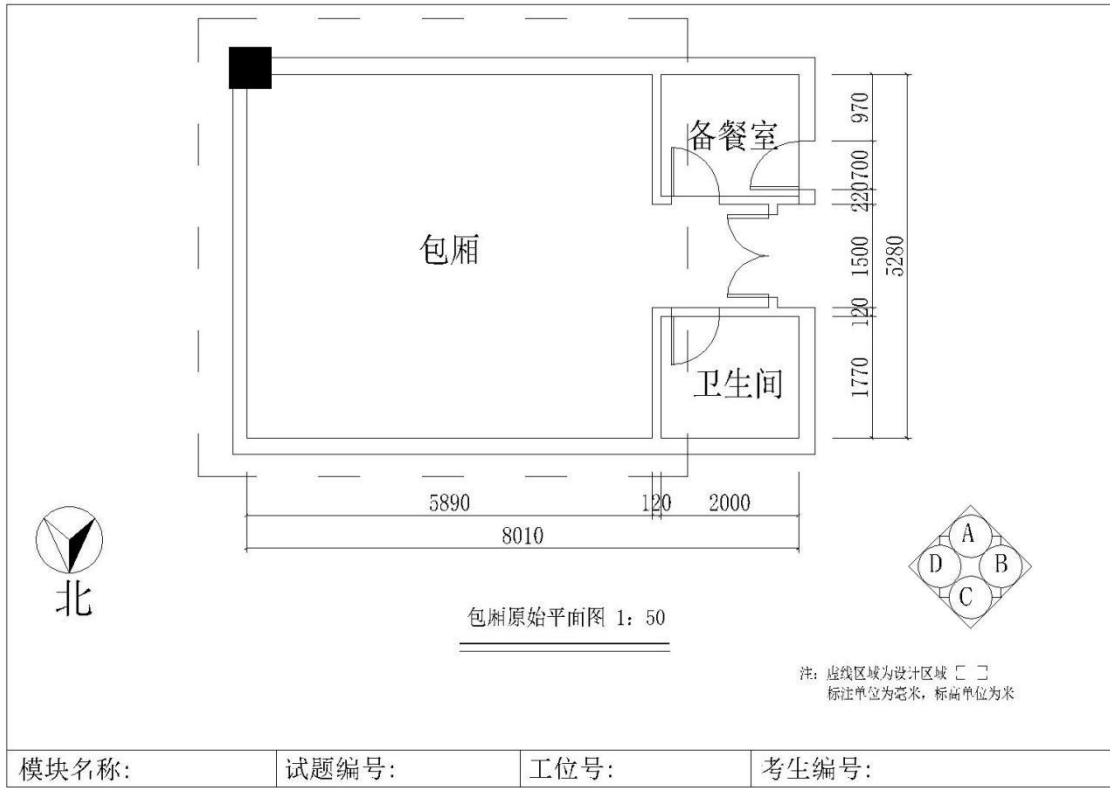 备餐室
包厢
卫生间
970
700
220
1500
120
1770
5280
5890
120
2000
8010
北
A
D
B
C
包厢原始平面图 1: 50
注: 虚线区域为设计区域
标注单位为毫米, 标高单位为米
模块名称:
试题编号:
工位号:
考生编号: